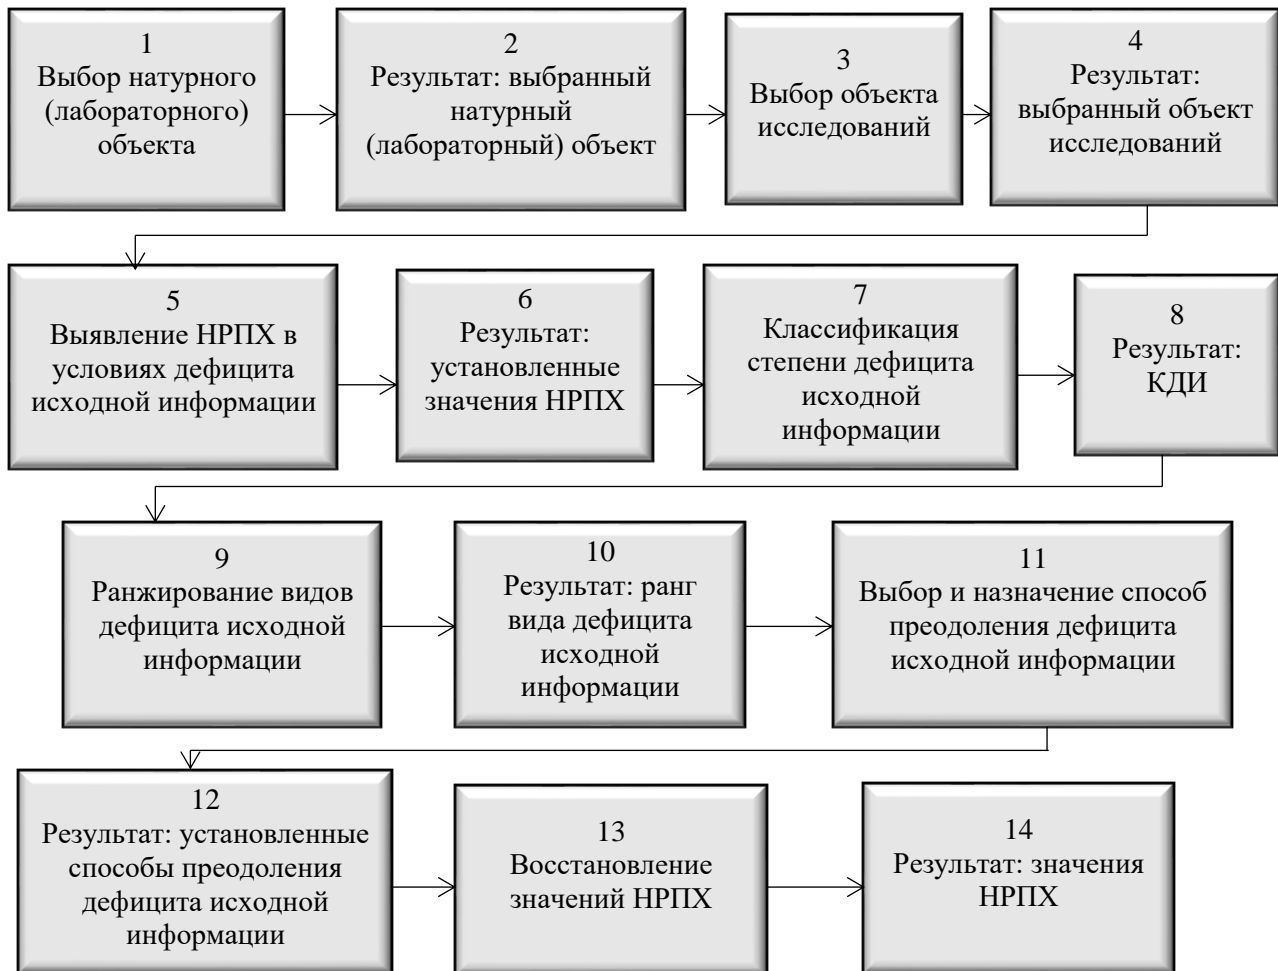 1
Выбор натурного
(лабораторного)
объекта
2
Результат: выбранный
натурный
(лабораторный) объект
3
Выбор объекта
исследований
4
Результат:
выбранный объект
исследований
5
Выявление НРПХ в
условиях дефицита
исходной информации
6
Результат:
установленные
значения НРПХ
7
Классификация
степени дефицита
исходной
информации
8
Результат:
КДИ
9
Ранжирование видов
дефицита исходной
информации
10
Результат: ранг
вида дефицита
исходной
информации
11
Выбор и назначение способ
преодоления дефицита
исходной информации
12
Результат: установленные
способы преодоления
дефицита исходной
информации
13
Восстановление
значений НРПХ
14
Результат: значения
НРПХ